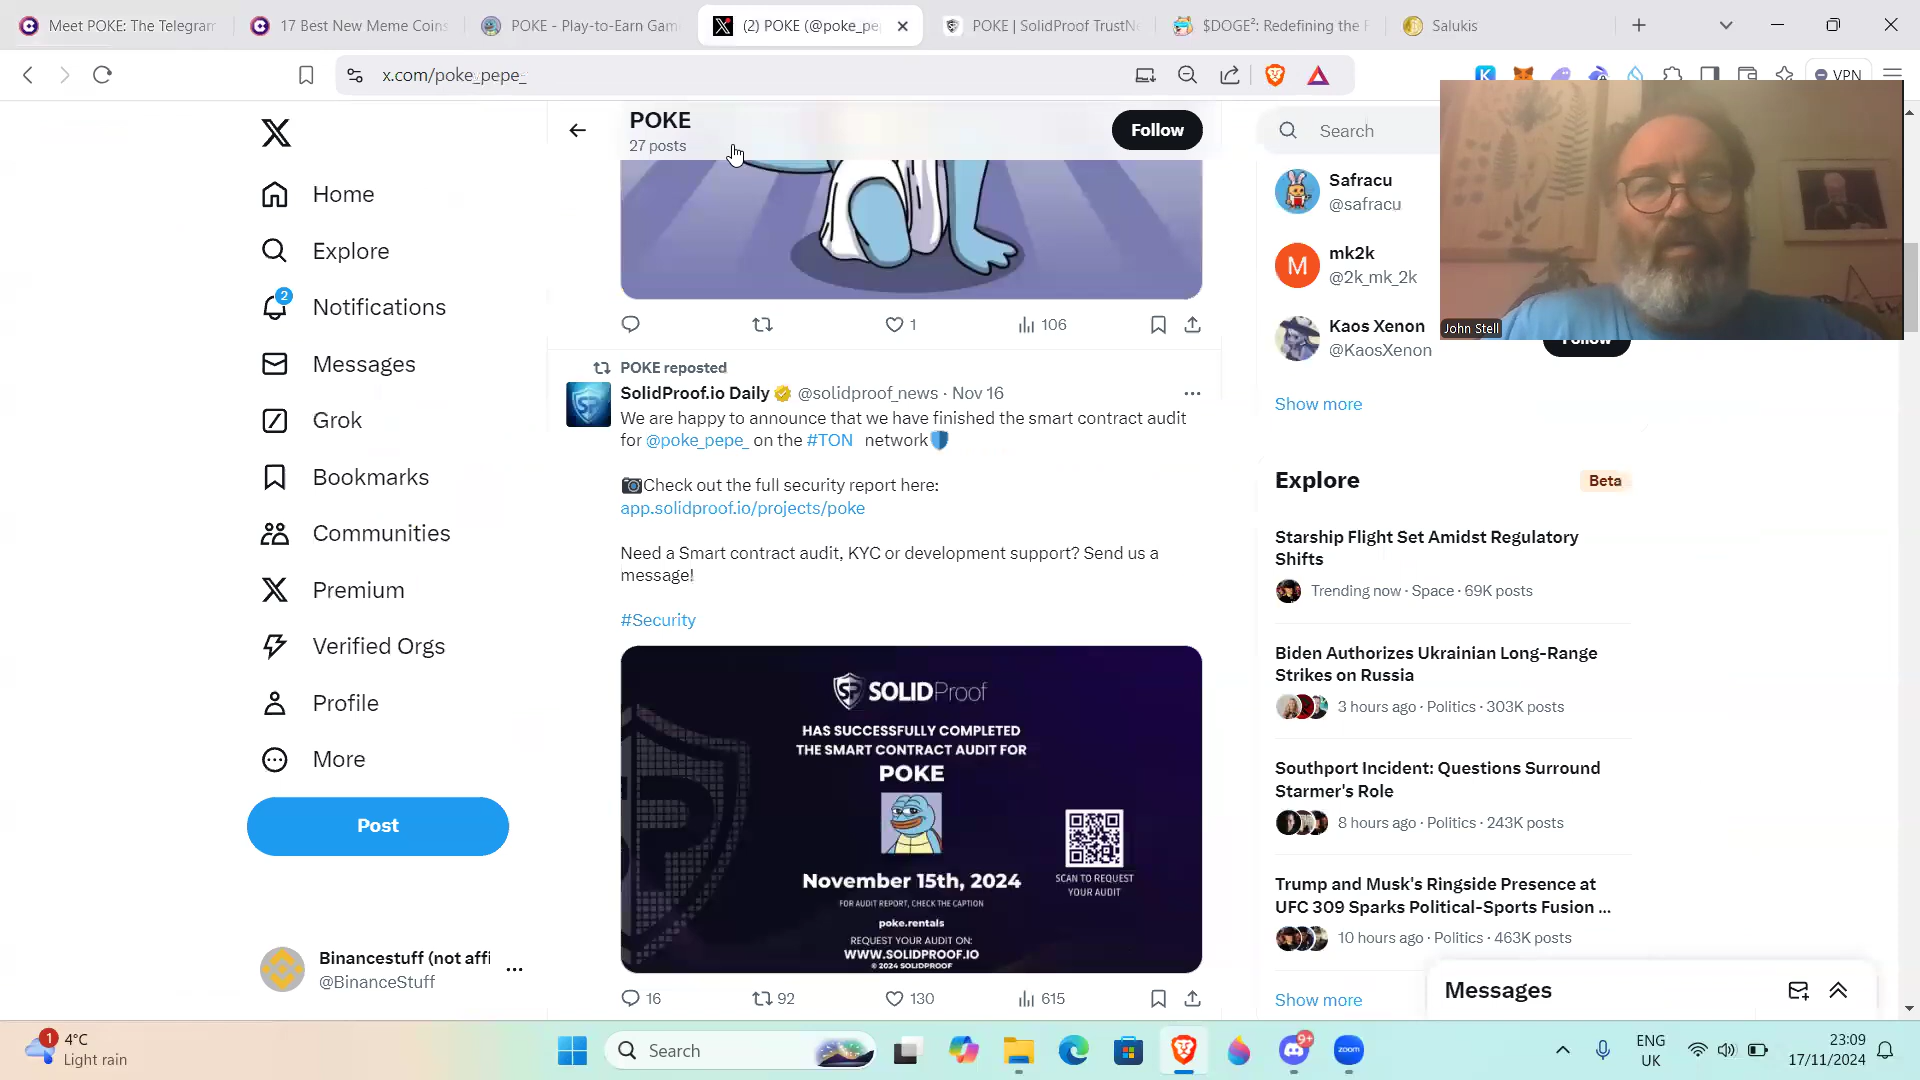 Meet POKE: The Telegram
17 Best New Meme Coins
POKE - Play-to-Earn Gam
(2) POKE (@poke_pe
POKE | SolidProof TrustN
$DOGE²: Redefining the F
Salukis
x.com/poke_pepe_
VPN
POKE
27 posts
Follow
Search
Home
Explore
2
Notifications
Messages
Grok
Bookmarks
Communities
Premium
Verified Orgs
Profile
More
Post
Binancestuff (not affi
@BinanceStuff
1
106
POKE reposted
SolidProof.io Daily @solidproof_news · Nov 16
We are happy to announce that we have finished the smart contract audit
for @poke_pepe_ on the #TON network
Check out the full security report here:
app.solidproof.io/projects/poke
Need a Smart contract audit, KYC or development support? Send us a
message!
#Security
SP SOLIDProof
HAS SUCCESSFULLY COMPLETED
THE SMART CONTRACT AUDIT FOR
POKE
November 15th, 2024
FOR AUDIT REPORT, CHECK THE CAPTION
poke.rentals
REQUEST YOUR AUDIT ON:
WWW.SOLIDPROOF.IO
© 2024 SOLIDPROOF
SCAN TO REQUEST
YOUR AUDIT
16
92
130
615
Safracu
@safracu
M
mk2k
@2k_mk_2k
Kaos Xenon
@KaosXenon
Follow
Show more
John Stell
Explore
Beta
Starship Flight Set Amidst Regulatory
Shifts
Trending now · Space · 69K posts
Biden Authorizes Ukrainian Long-Range
Strikes on Russia
3 hours ago · Politics · 303K posts
Southport Incident: Questions Surround
Starmer's Role
8 hours ago · Politics · 243K posts
Trump and Musk's Ringside Presence at
UFC 309 Sparks Political-Sports Fusion ...
10 hours ago · Politics · 463K posts
Show more
Messages
1
4°C
Light rain
Search
9+
zoom
ENG
UK
23:09
17/11/2024